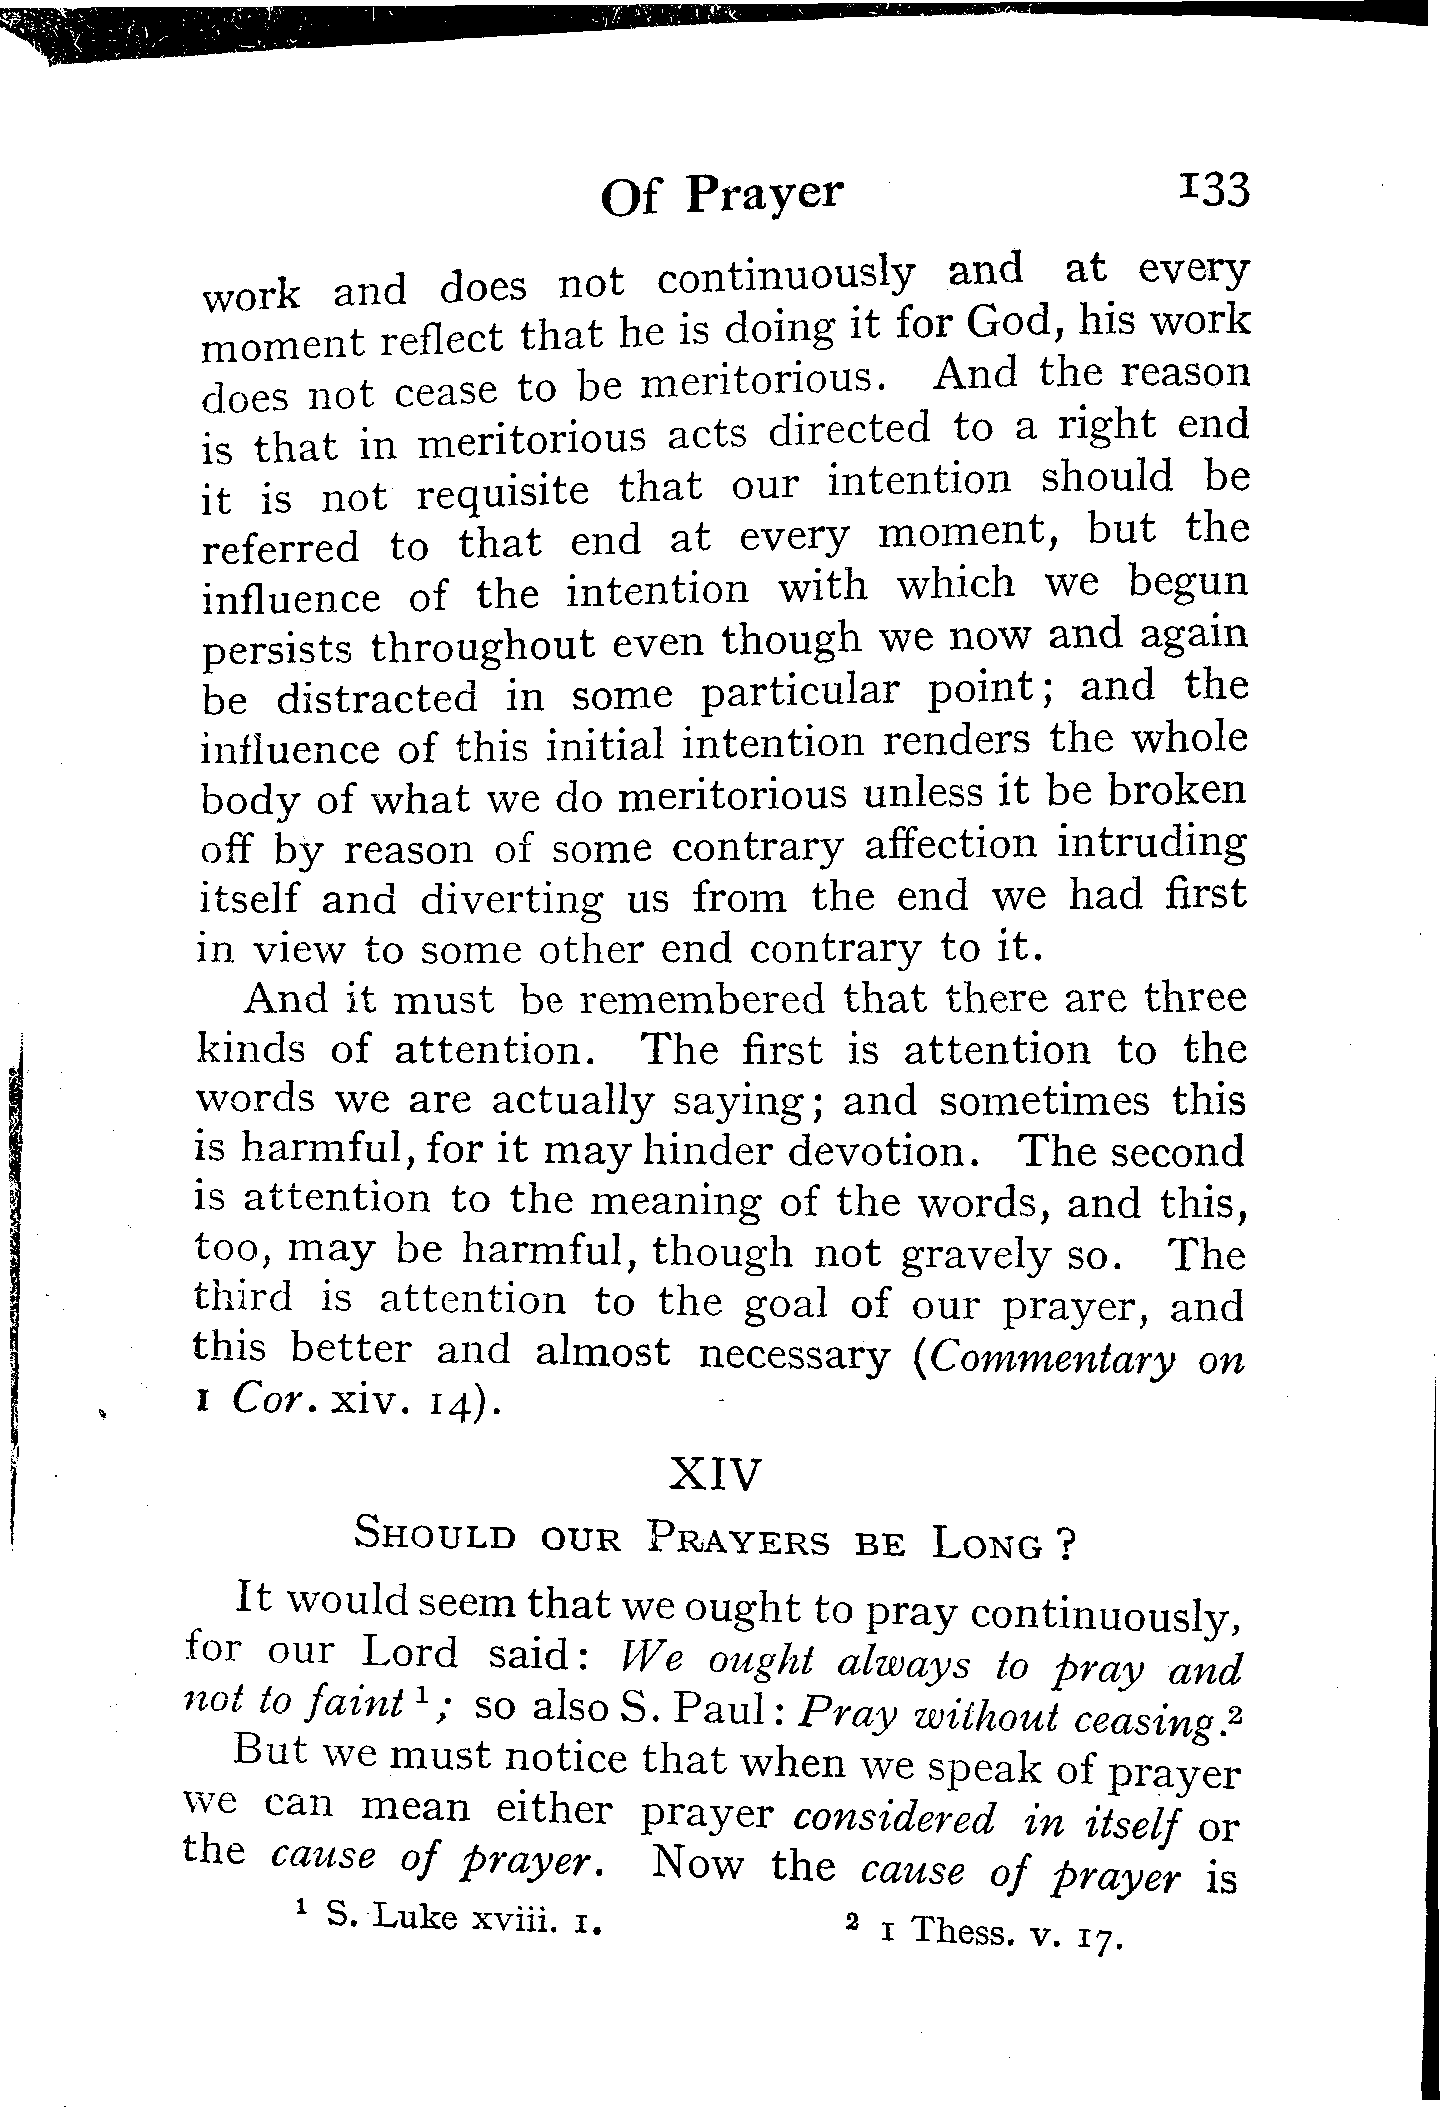 Of Prayer 133
work and does not continuously and at every
moment reflect that he is doing it for God, his work
does not cease to be meritorious. And the reason
is that in meritorious acts directed to a right end
it is not requisite that our intention should be
referred to that end at every moment, but the
influence of the intention with which we begun
persists throughout even though we now and again
be distracted in some particular point; and the
influence of this initial intention renders the whole
body of what we do meritorious unless it be broken
off by reason of some contrary affection intruding
itself and diverting us from the end we had first
in view to some other end contrary to it.
And it must be remembered that there are three
kinds of attention. The first is attention to the
words we are actually saying; and sometimes this
is harmful, for it may hinder devotion. The second
is attention to the meaning of the words, and this,
too, may be harmful, though not gravely so. The
third is attention to the goal of our prayer, and
this better and almost necessary (Commentary on
1 Cor. xiv. 14).
XIV
SHOULD OUR PRAYERS BE LONG ?
It would seem that we ought to pray continuously,
for our Lord said: We ought always to pray and
not to faint ¹; so also S. Paul: Pray without ceasing.²
But we must notice that when we speak of prayer
we can mean either prayer considered in itself or
the cause of prayer. Now the cause of prayer is
¹ S. Luke xviii. 1. ² 1 Thess. v. 17.